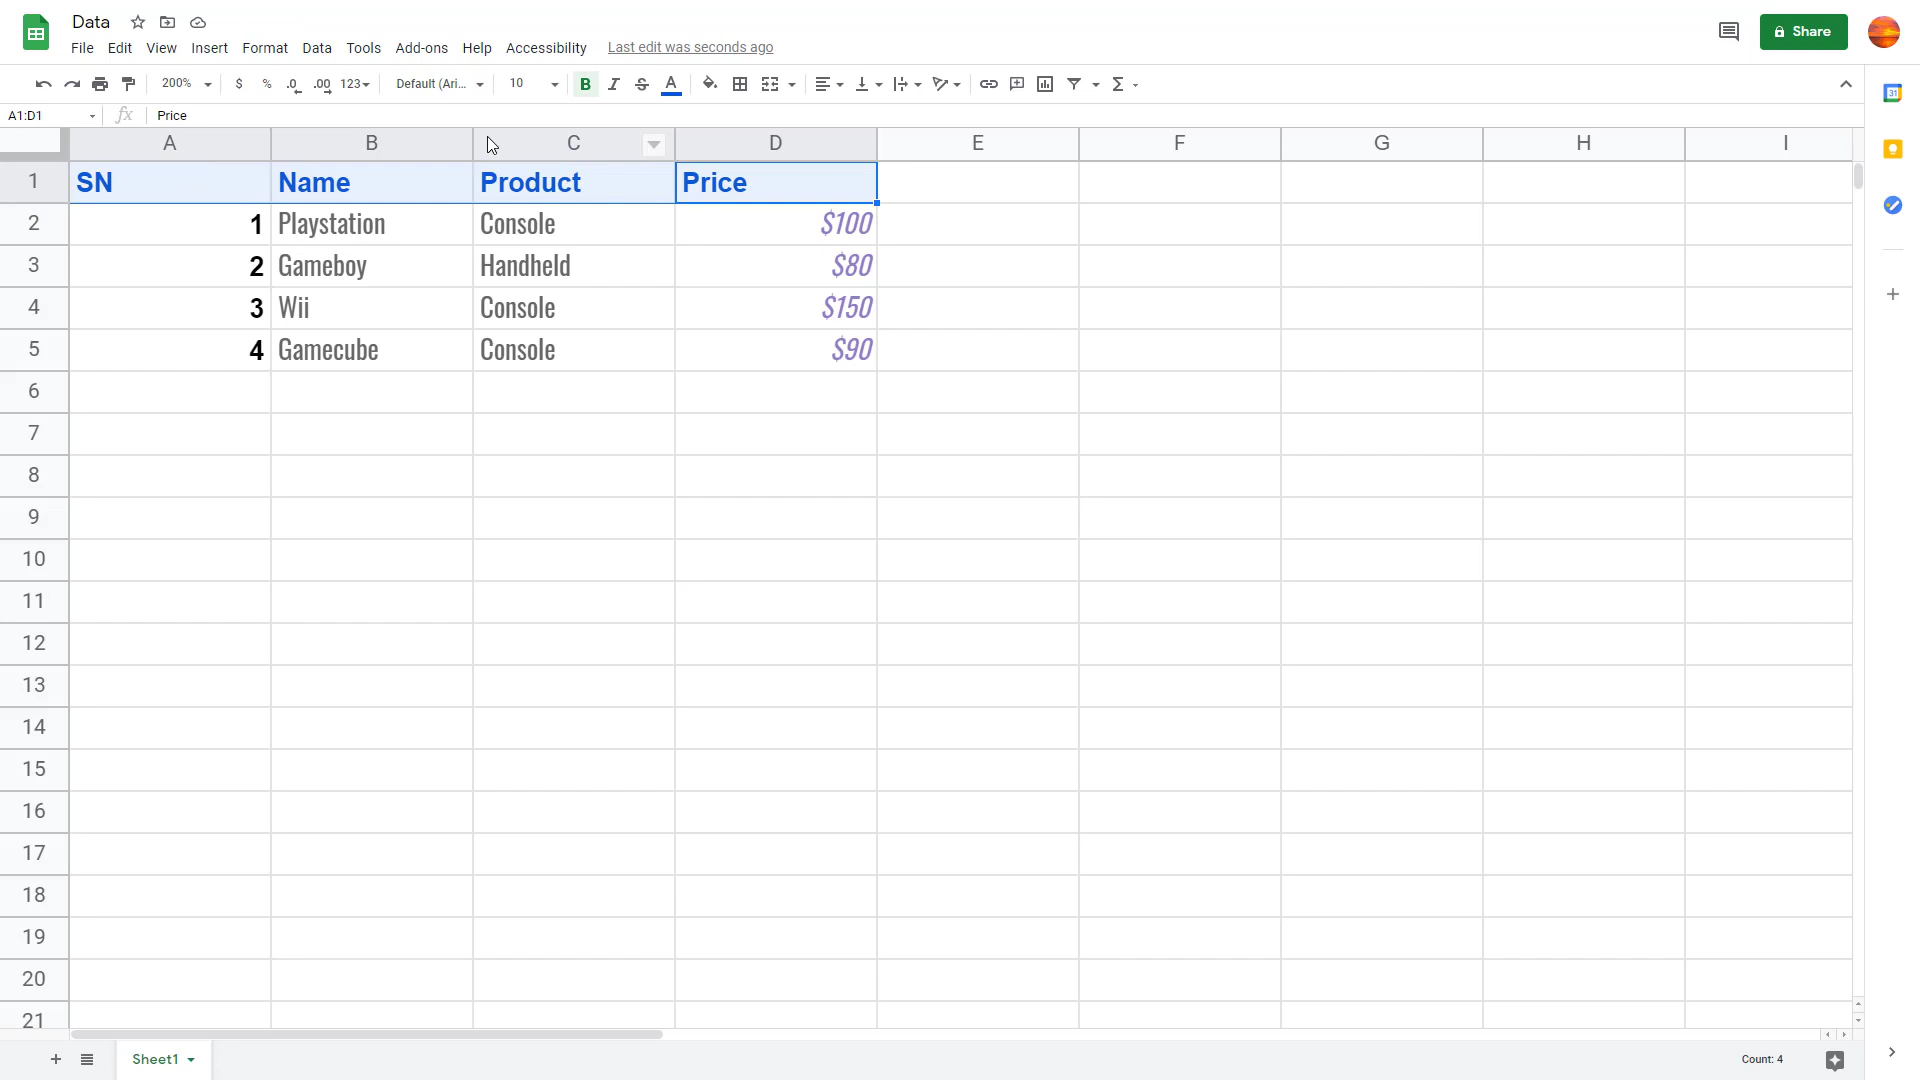 Data
File Edit View Insert Format Data Tools Add-ons Help Accessibility Last edit was seconds ago
Share
200% $ % .0 .00 123 Default (Ari... 10 B I S A Σ
31
A1:D1 fx Price
A B C D E F G H I
1 SN Name Product Price
2 1 Playstation Console $100
3 2 Gameboy Handheld $80
4 3 Wii Console $150
5 4 Gamecube Console $90
6
7
8
9
10
11
12
13
14
15
16
17
18
19
20
21
Sheet1 Count: 4